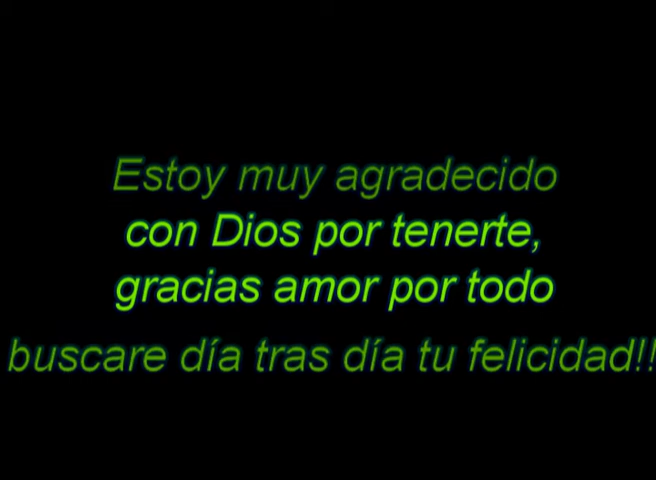 Estoy muy agradecido
con Dios por tenerte,
gracias amor por todo
buscare día tras día tu felicidad!!